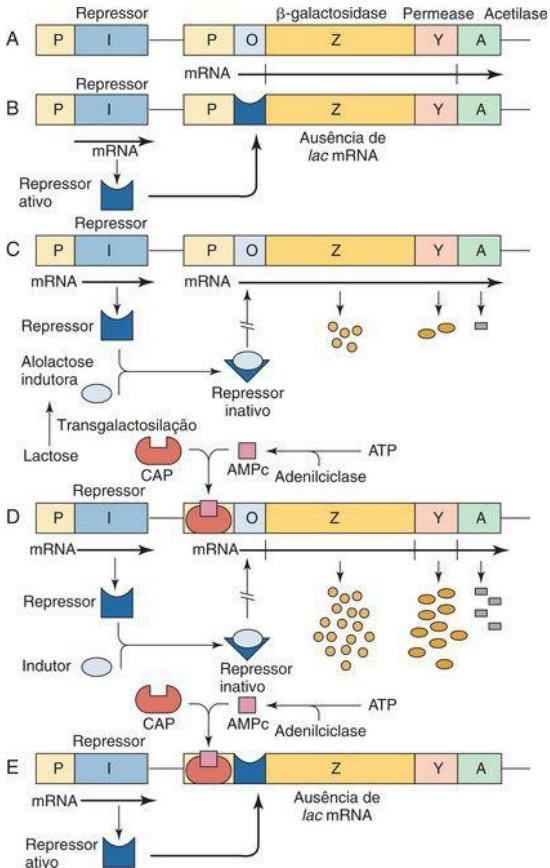 Repressor β-galactosidase Permease Acetilase
A P I P O Z Y A
mRNA
Repressor
B P I P Z Y A
mRNA
Ausência de
lac mRNA
Repressor
ativo
Repressor
C P I P O Z Y A
mRNA mRNA
Repressor
Alolactose
indutora
Repressor
inativo
Transgalactosilação
Lactose
CAP AMPc Adenilciclase ATP
Repressor
D P I O Z Y A
mRNA mRNA
Repressor
Indutor
Repressor
inativo
CAP AMPc Adenilciclase ATP
Repressor
E P I Z Y A
mRNA
Ausência de
lac mRNA
Repressor
ativo